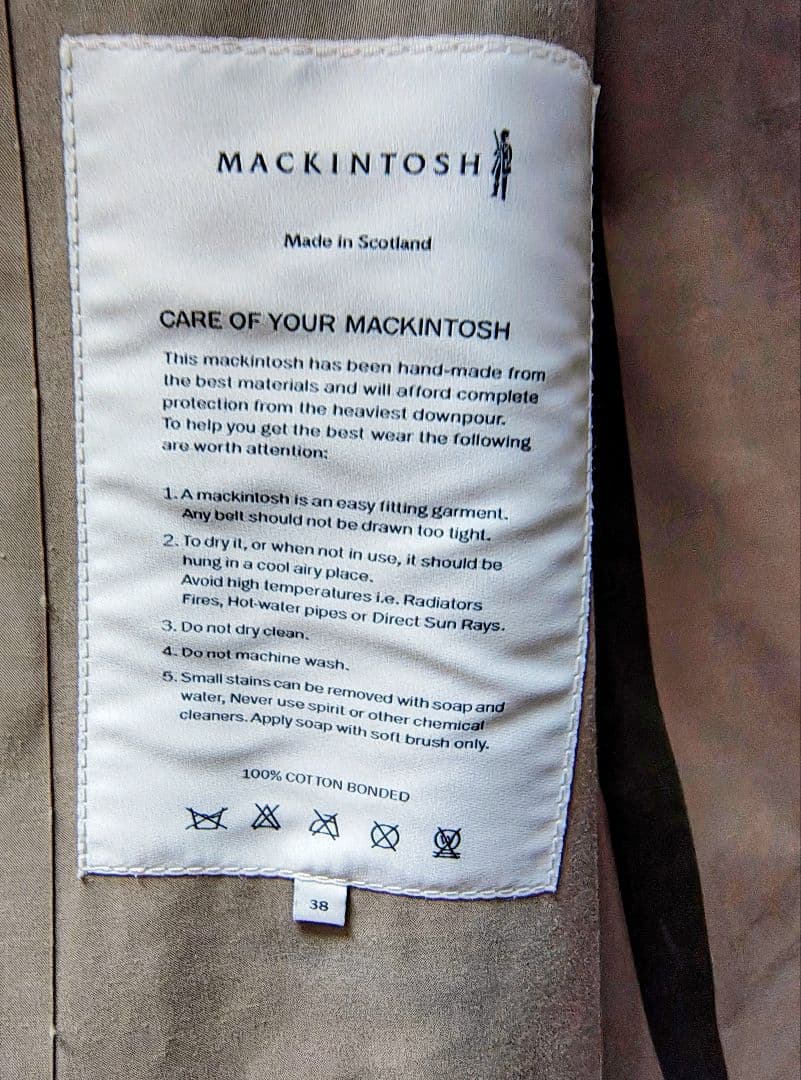 MACKINTOSH
Made in Scotland
CARE OF YOUR MACKINTOSH
This mackintosh has been hand-made from
the best materials and will afford complete
protection from the heaviest downpour.
To help you get the best wear the following
are worth attention:
1. A mackintosh is an easy fitting garment.
Any belt should not be drawn too tight.
2. To dry it, or when not in use, it should be
hung in a cool airy place.
Avoid high temperatures i.e. Radiators
Fires, Hot-water pipes or Direct Sun Rays.
3. Do not dry clean.
4. Do not machine wash.
5. Small stains can be removed with soap and
water, Never use spirit or other chemical
cleaners. Apply soap with soft brush only.
100% COTTON BONDED
W
38